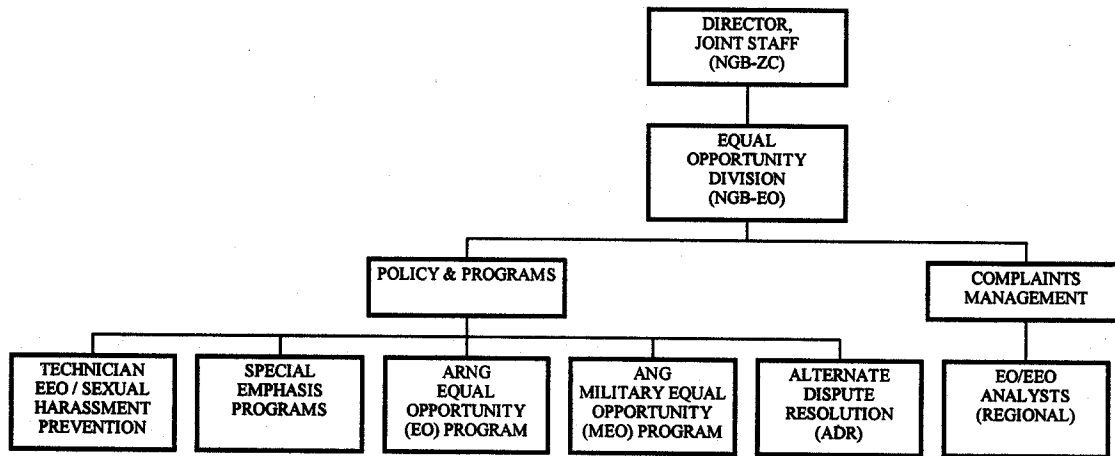 DIRECTOR,
JOINT STAFF
(NGB-ZC)
EQUAL
OPPORTUNITY
DIVISION
(NGB-EO)
POLICY & PROGRAMS
COMPLAINTS
MANAGEMENT
TECHNICIAN
EEO / SEXUAL
HARASSMENT
PREVENTION
SPECIAL
EMPHASIS
PROGRAMS
ARNG
EQUAL
OPPORTUNITY
(EO) PROGRAM
ANG
MILITARY EQUAL
OPPORTUNITY
(MEO) PROGRAM
ALTERNATE
DISPUTE
RESOLUTION
(ADR)
EO/EEO
ANALYSTS
(REGIONAL)